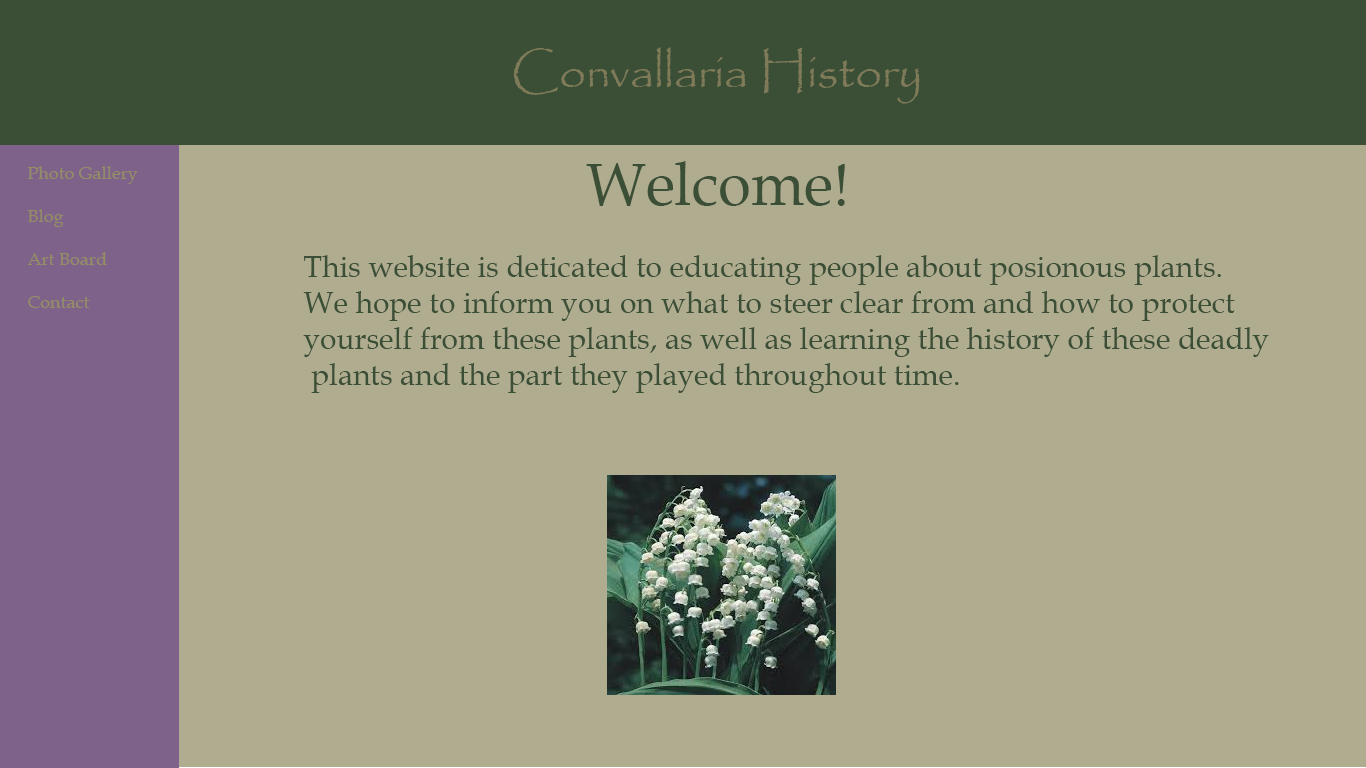 Convallaria History
Photo Gallery
Blog
Art Board
Contact
Welcome!
This website is deticated to educating people about posionous plants.
We hope to inform you on what to steer clear from and how to protect
yourself from these plants, as well as learning the history of these deadly
plants and the part they played throughout time.